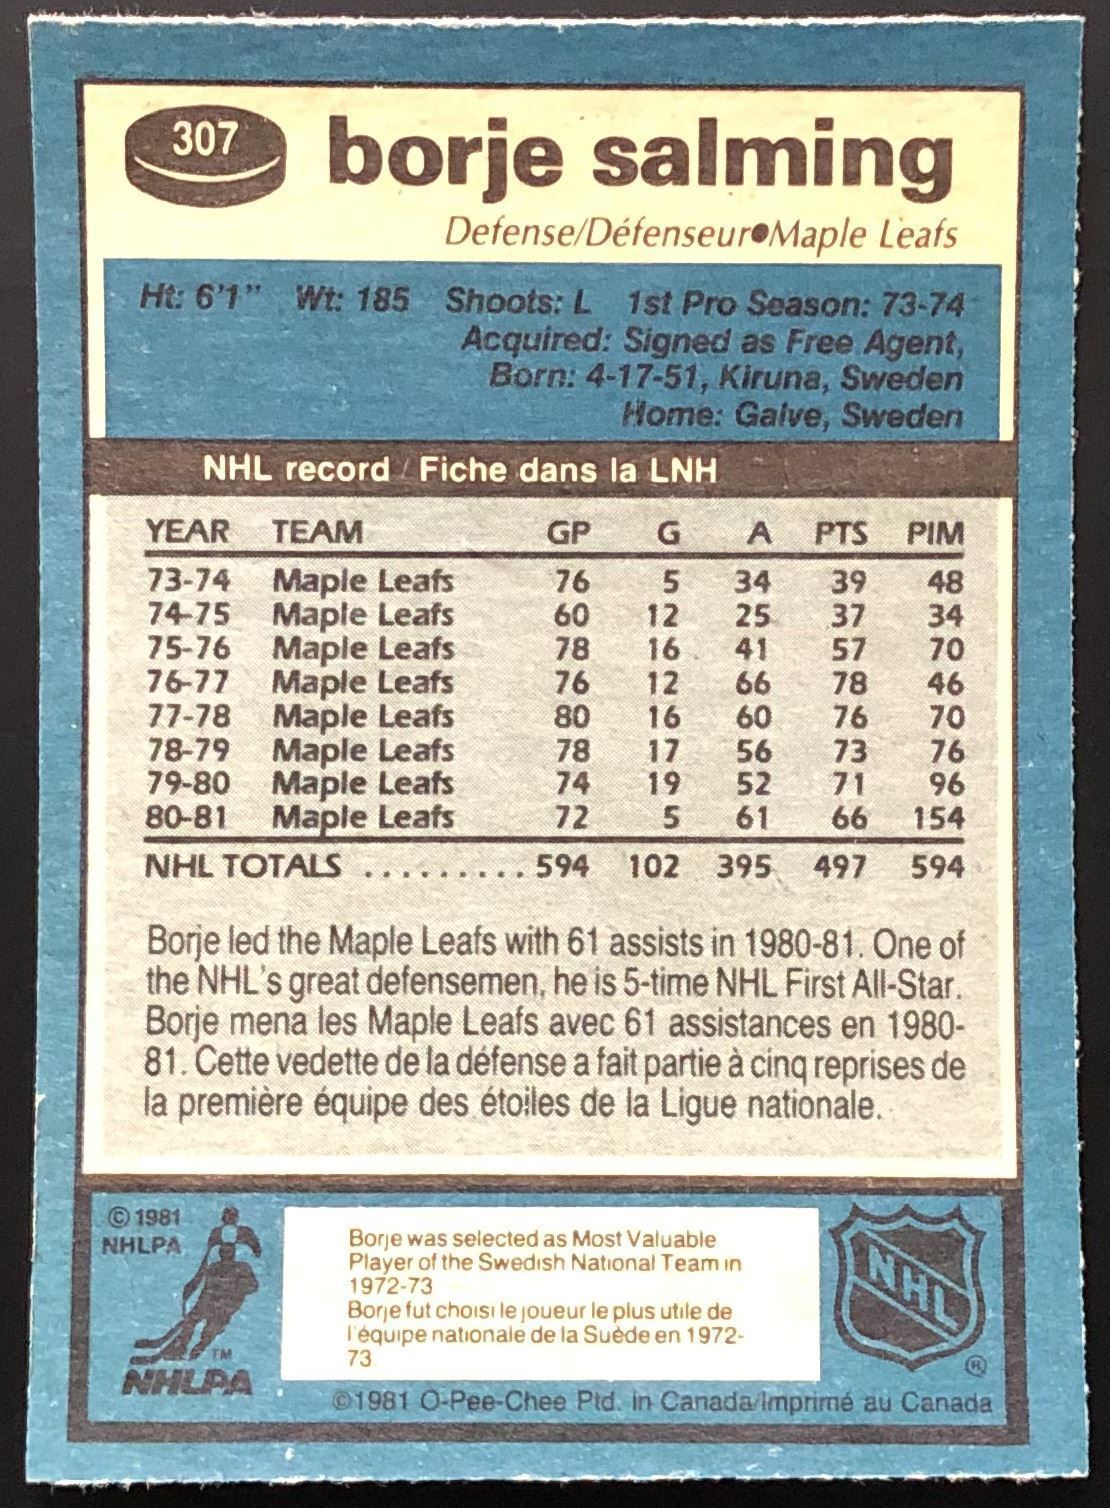 307
borje salming
Defense/Défenseur●Maple Leafs
Ht: 6'1" Wt: 185 Shoots: L 1st Pro Season: 73-74
Acquired: Signed as Free Agent,
Born: 4-17-51, Kiruna, Sweden
Home: Galve, Sweden
NHL record / Fiche dans la LNH
YEAR TEAM GP G A PTS PIM
73-74 Maple Leafs 76 5 34 39 48
74-75 Maple Leafs 60 12 25 37 34
75-76 Maple Leafs 78 16 41 57 70
76-77 Maple Leafs 76 12 66 78 46
77-78 Maple Leafs 80 16 60 76 70
78-79 Maple Leafs 78 17 56 73 76
79-80 Maple Leafs 74 19 52 71 96
80-81 Maple Leafs 72 5 61 66 154
NHL TOTALS ......... 594 102 395 497 594
Borje led the Maple Leafs with 61 assists in 1980-81. One of
the NHL's great defensemen, he is 5-time NHL First All-Star.
Borje mena les Maple Leafs avec 61 assistances en 1980-
81. Cette vedette de la défense a fait partie à cinq reprises de
la première équipe des étoiles de la Ligue nationale.
© 1981
NHLPA
TM
NHLPA
Borje was selected as Most Valuable
Player of the Swedish National Team in
1972-73
Borje fut choisi le joueur le plus utile de
l'équipe nationale de la Suède en 1972-
73
NHL
®
©1981 O-Pee-Chee Ptd. in Canada/Imprimé au Canada